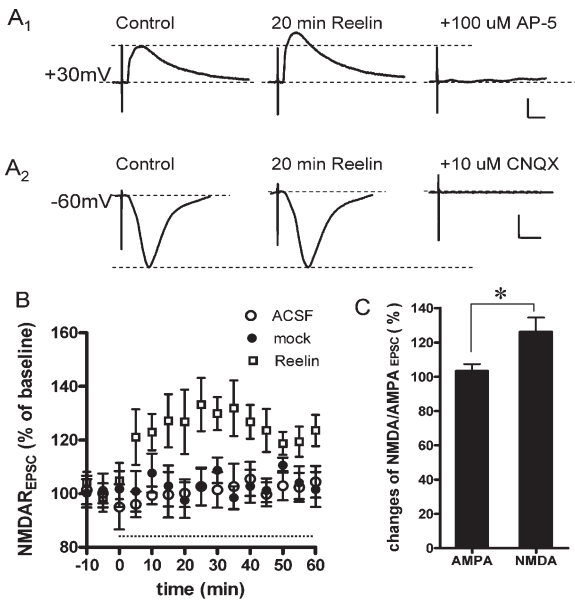 A1
Control 20 min Reelin +100 uM AP-5
+30mV
A2
Control 20 min Reelin +10 uM CNQX
-60mV
B
ACSF
mock
Reelin
NMDAREPSC (% of baseline)
160
140
120
100
80
-10 0 10 20 30 40 50 60
time (min)
C
*
changes of NMDA/AMPA EPSC ( % )
140
120
100
80
60
40
20
0
AMPA NMDA